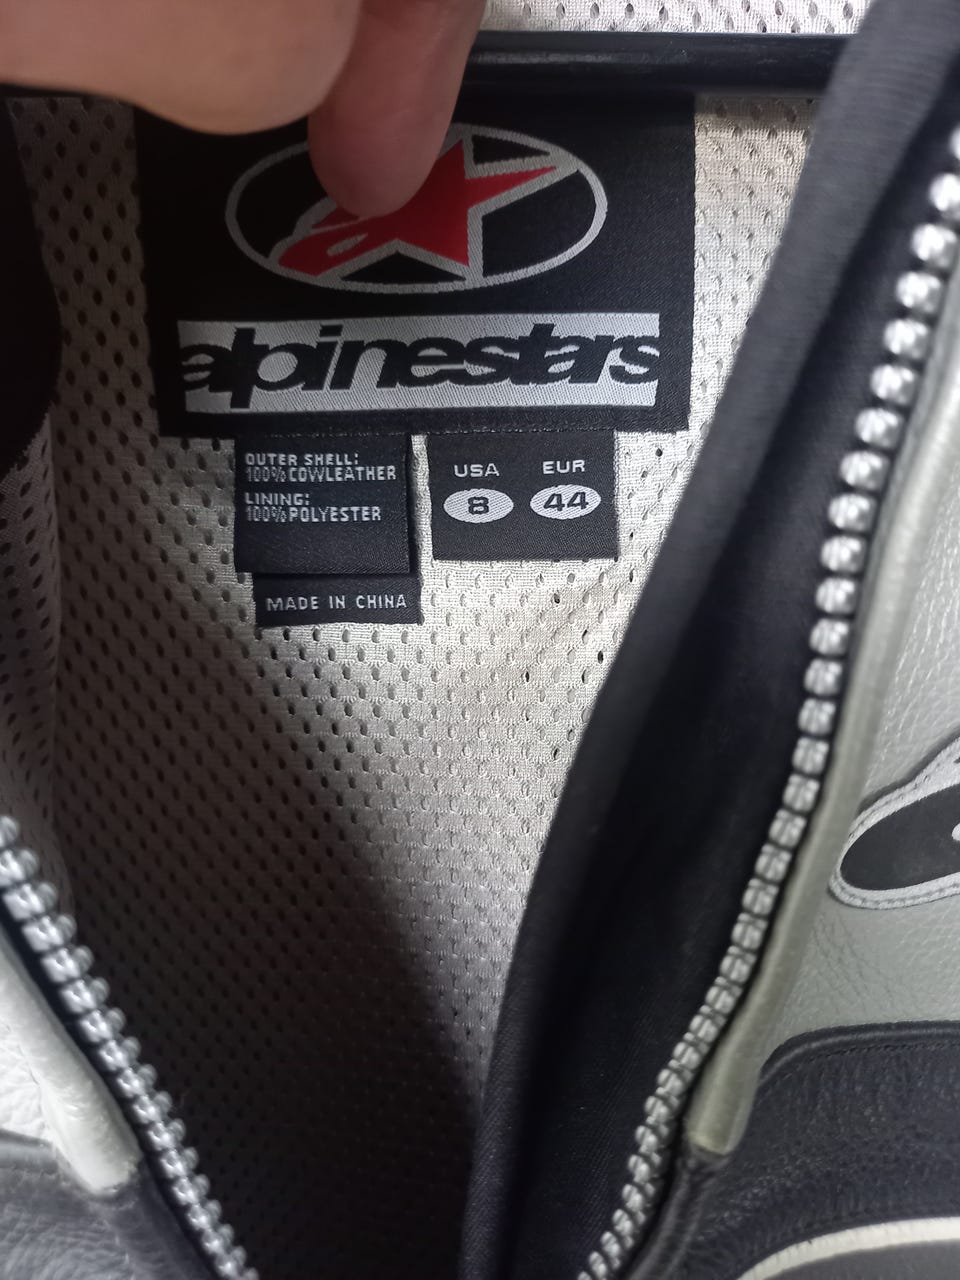 alpinestars
OUTER SHELL:
100% COWLEATHER
LINING:
100% POLYESTER
MADE IN CHINA
USA EUR
8 44